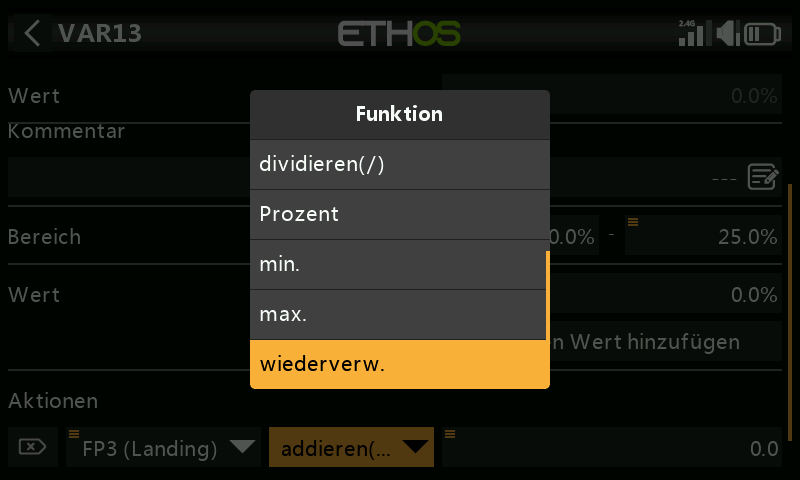 VAR13
ETHOS
2.4G
Wert
0.0%
Kommentar
---
Bereich
0.0%
-
25.0%
Wert
0.0%
en Wert hinzufügen
Aktionen
FP3 (Landing)
addieren(...
0.0
Funktion
dividieren(/)
Prozent
min.
max.
wiederverw.